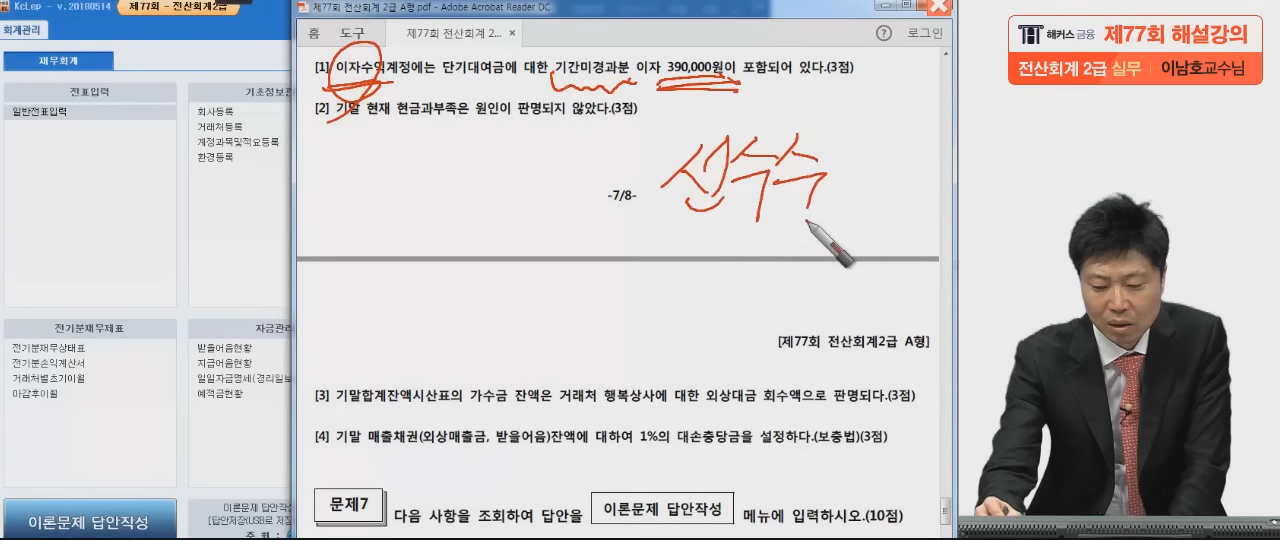 KcLep - v.20180514
제77회 - 전산회계2급
회계관리
재무회계
전표입력
일반전표입력
기초정보관
회사등록
거래처등록
계정과목및적요등록
환경등록
전기분재무제표
전기분재무상태표
전기분손익계산서
거래처별초기이월
마감후이월
자금관리
받을어음현황
지급어음현황
일일자금명세(경리일보
예적금현황
이론문제 답안작성
이론문제 답안작성
[답안저장(USB로 저장
제77회 전산회계 2급 A형.pdf - Adobe Acrobat Reader DC
홈 도구 제77회 전산회계 2... × ? 로그인
[1] 이자수익계정에는 단기대여금에 대한 기간미경과분 이자 390,000원이 포함되어 있다.(3점)
[2] 기말 현재 현금과부족은 원인이 판명되지 않았다.(3점)
선수수
-7/8-
[제77회 전산회계2급 A형]
[3] 기말합계잔액시산표의 가수금 잔액은 거래처 행복상사에 대한 외상대금 회수액으로 판명되다.(3점)
[4] 기말 매출채권(외상매출금, 받을어음)잔액에 대하여 1%의 대손충당금을 설정하다.(보충법)(3점)
문제7 다음 사항을 조회하여 답안을 이론문제 답안작성 메뉴에 입력하시오.(10점)
해커스 금융 제77회 해설강의
전산회계 2급 실무 이남호교수님